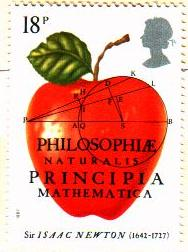 18P
D K
L
R
H
T E
F
P A Q S B
PHILOSOPHIÆ
NATURALIS
PRINCIPIA
MATHEMATICA
Sir ISAAC NEWTON (1642-1727)